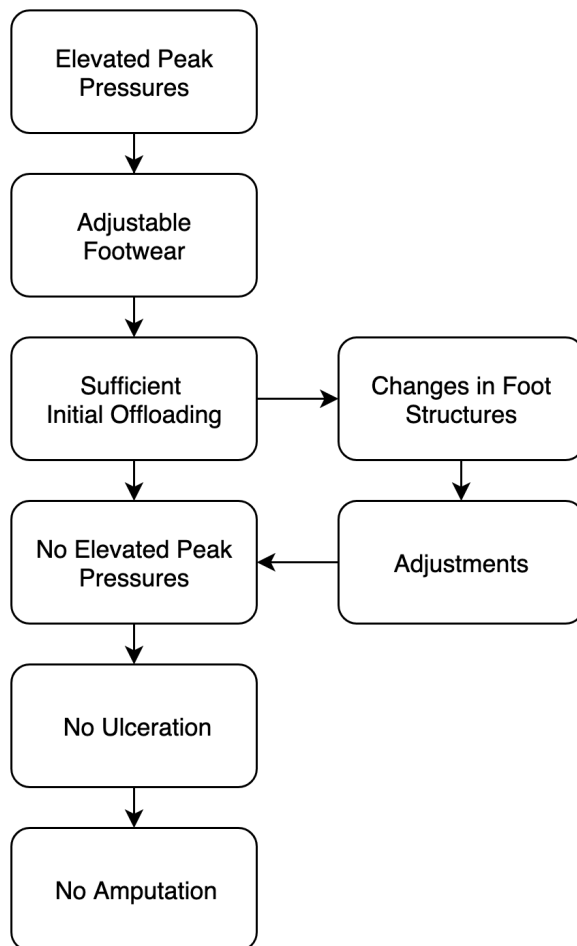 Elevated Peak
Pressures
Adjustable
Footwear
Sufficient
Initial Offloading
Changes in Foot
Structures
No Elevated Peak
Pressures
Adjustments
No Ulceration
No Amputation